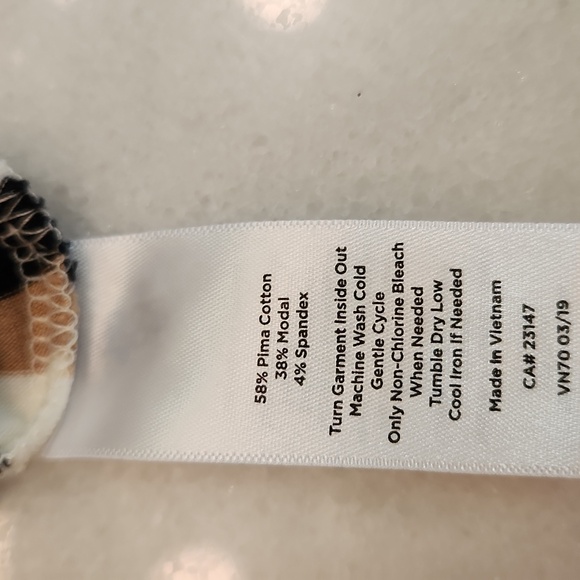 58% Pima Cotton
38% Modal
4% Spandex
Turn Garment Inside Out
Machine Wash Cold
Gentle Cycle
Only Non-Chlorine Bleach
When Needed
Tumble Dry Low
Cool Iron If Needed
Made In Vietnam
CA# 23147
VN70 03/19